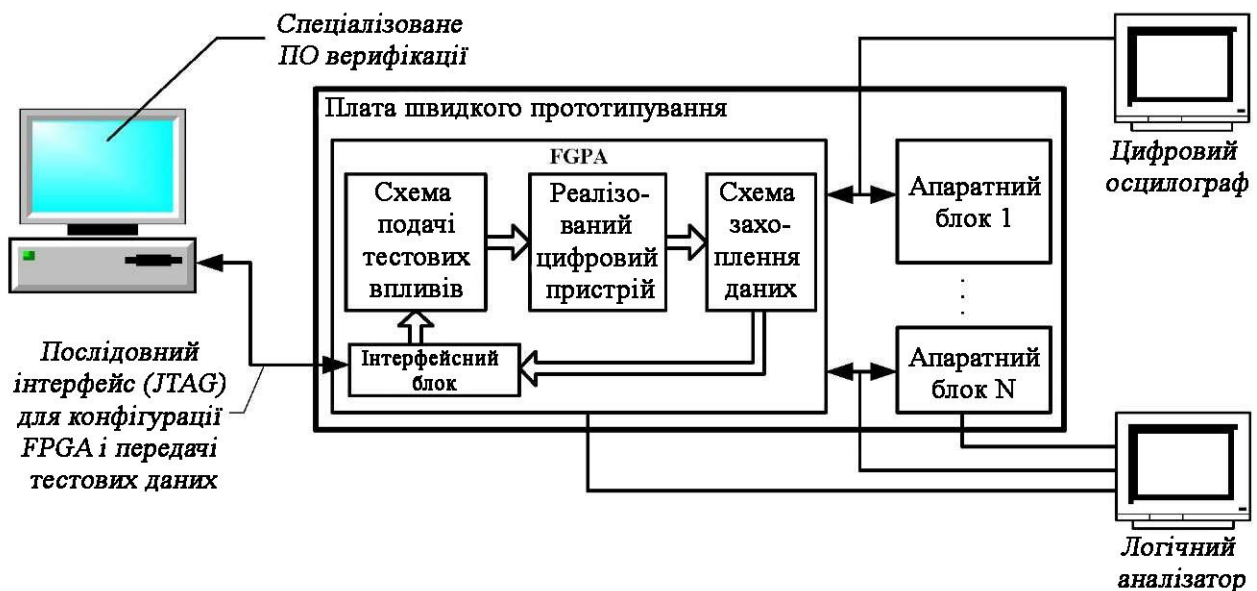 Спеціалізоване
ПО верифікації
Плата швидкого прототипування
FGPA
Схема
подачі
тестових
впливів
Реалізо-
ваний
цифровий
пристрій
Схема
захо-
плення
даних
Інтерфейсний
блок
Апаратний
блок 1
Апаратний
блок N
Цифровий
осцилограф
Послідовний
інтерфейс (JTAG)
для конфігурації
FPGA і передачі
тестових даних
Логічний
аналізатор